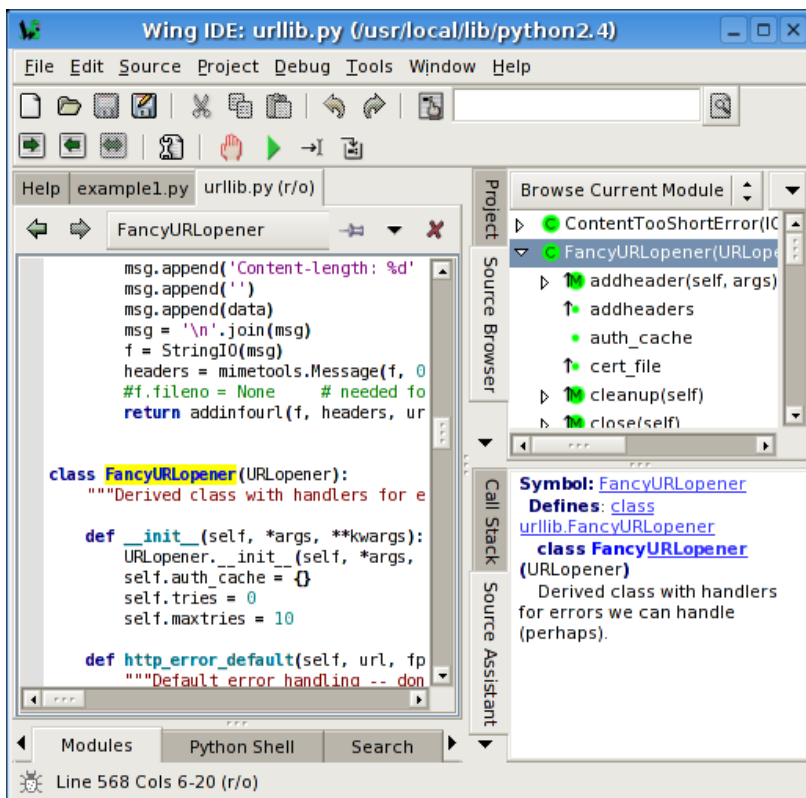 Wing IDE: urllib.py (/usr/local/lib/python2.4)
File Edit Source Project Debug Tools Window Help
Help example1.py urllib.py (r/o)
FancyURLopener
msg.append('Content-length: %d'
msg.append('')
msg.append(data)
msg = '\n'.join(msg)
f = StringIO(msg)
headers = mimetools.Message(f, 0
#f.fileno = None # needed fo
return addinfourl(f, headers, ur
class FancyURLopener(URLopener):
"""Derived class with handlers for e
def __init__(self, *args, **kwargs):
URLopener.__init__(self, *args,
self.auth_cache = {}
self.tries = 0
self.maxtries = 10
def http_error_default(self, url, fp
"""Default error handling -- don
Modules Python Shell Search
Line 568 Cols 6-20 (r/o)
Project
Source Browser
Browse Current Module
C ContentTooShortError(IO
C FancyURLopener(URLope
M addheader(self, args)
addheaders
auth_cache
cert_file
M cleanup(self)
M close(self)
Call Stack
Source Assistant
Symbol: FancyURLopener
Defines: class
urllib.FancyURLopener
class FancyURLopener
(URLopener)
Derived class with handlers
for errors we can handle
(perhaps).